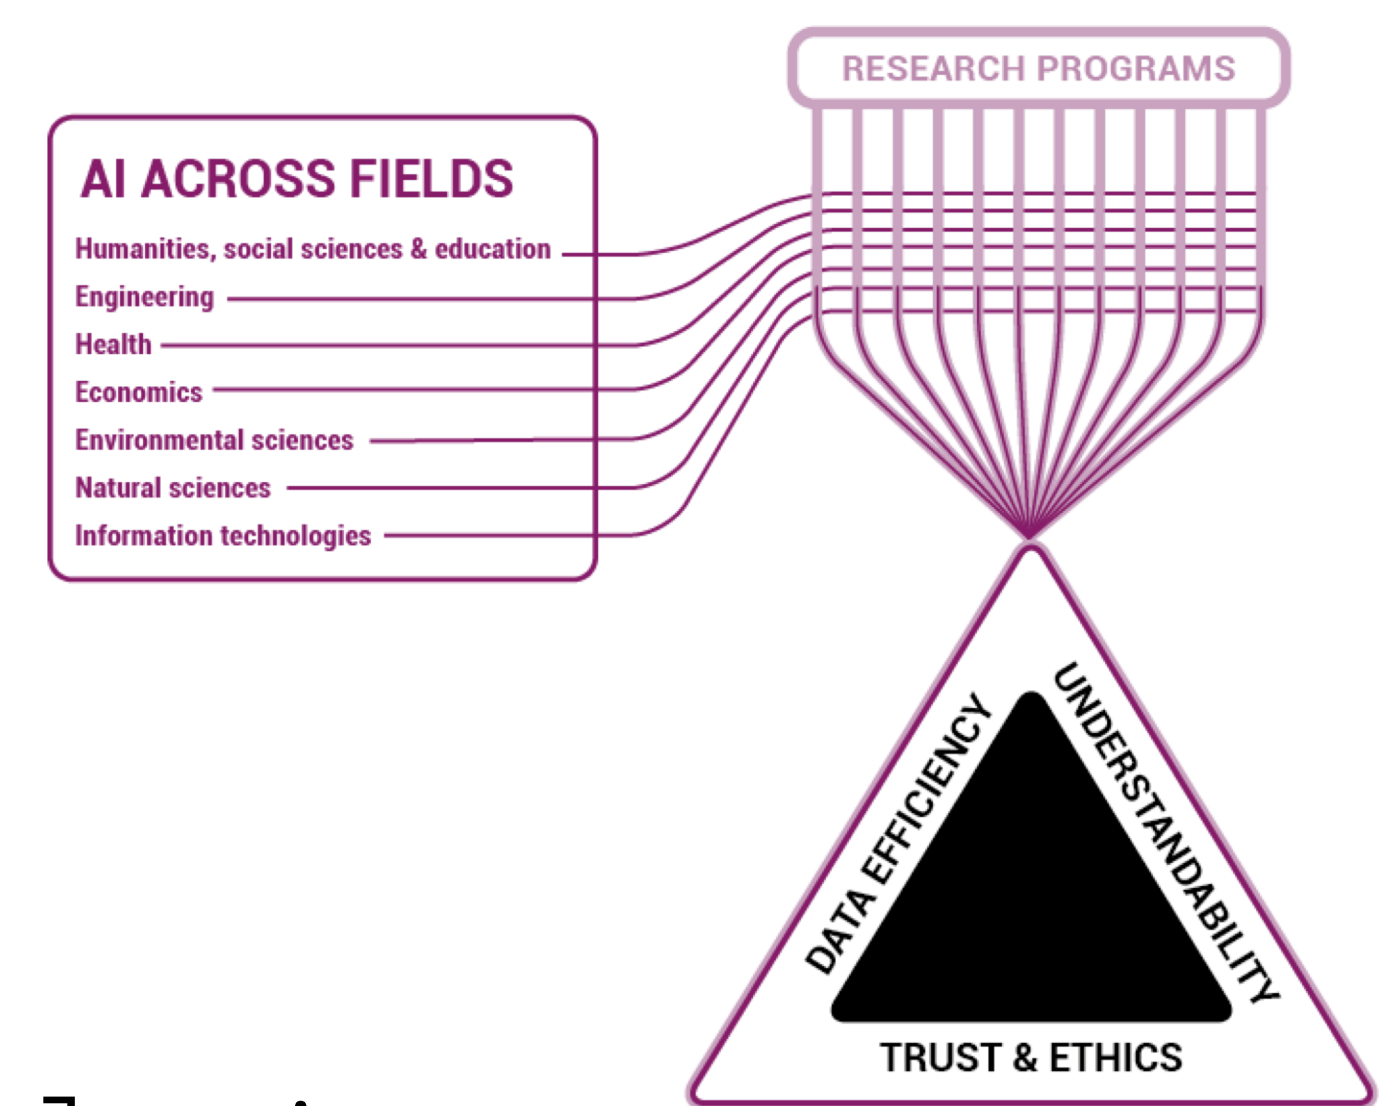 RESEARCH PROGRAMS
AI ACROSS FIELDS
Humanities, social sciences & education
Engineering
Health
Economics
Environmental sciences
Natural sciences
Information technologies
DATA EFFICIENCY
UNDERSTANDABILITY
TRUST & ETHICS